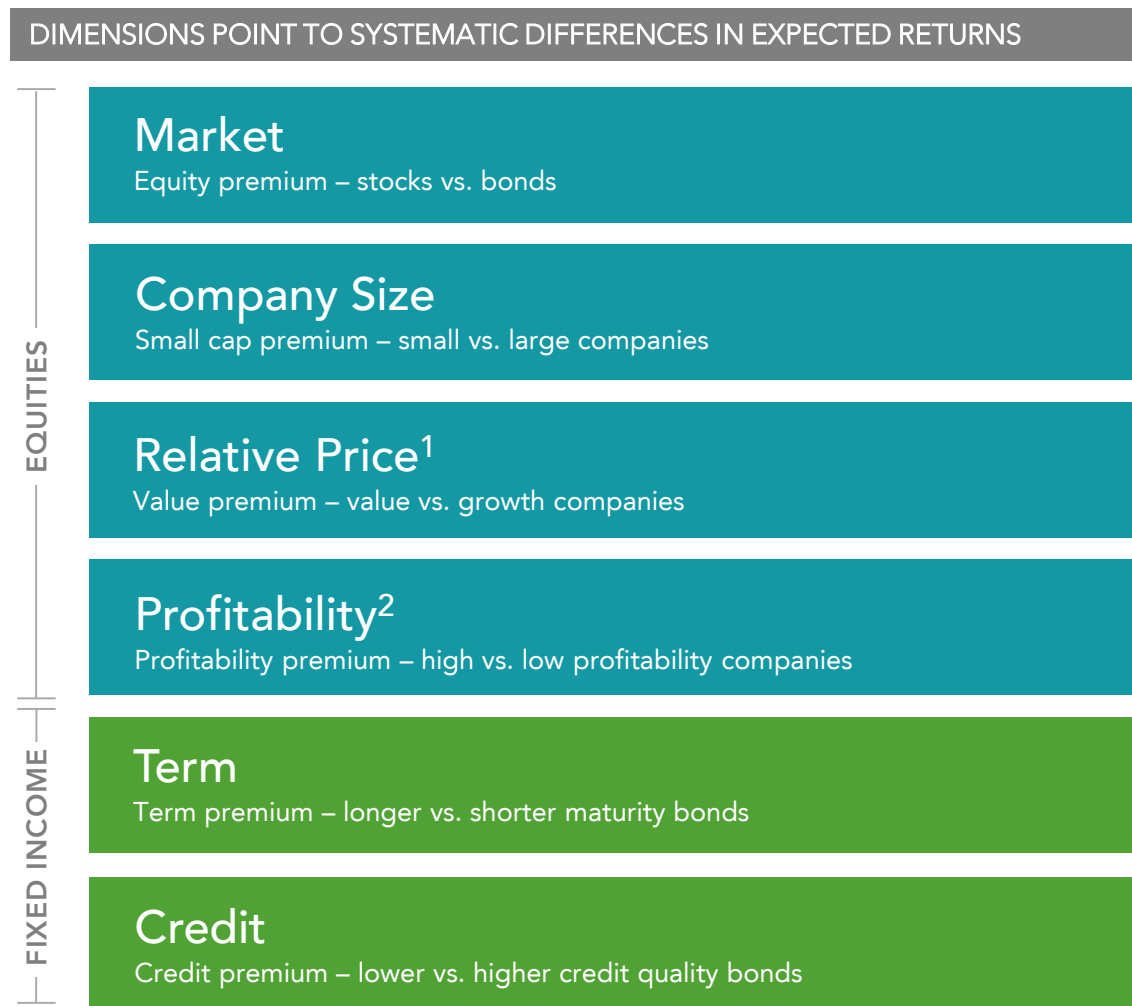 DIMENSIONS POINT TO SYSTEMATIC DIFFERENCES IN EXPECTED RETURNS
EQUITIES
Market
Equity premium – stocks vs. bonds
Company Size
Small cap premium – small vs. large companies
Relative Price¹
Value premium – value vs. growth companies
Profitability²
Profitability premium – high vs. low profitability companies
FIXED INCOME
Term
Term premium – longer vs. shorter maturity bonds
Credit
Credit premium – lower vs. higher credit quality bonds